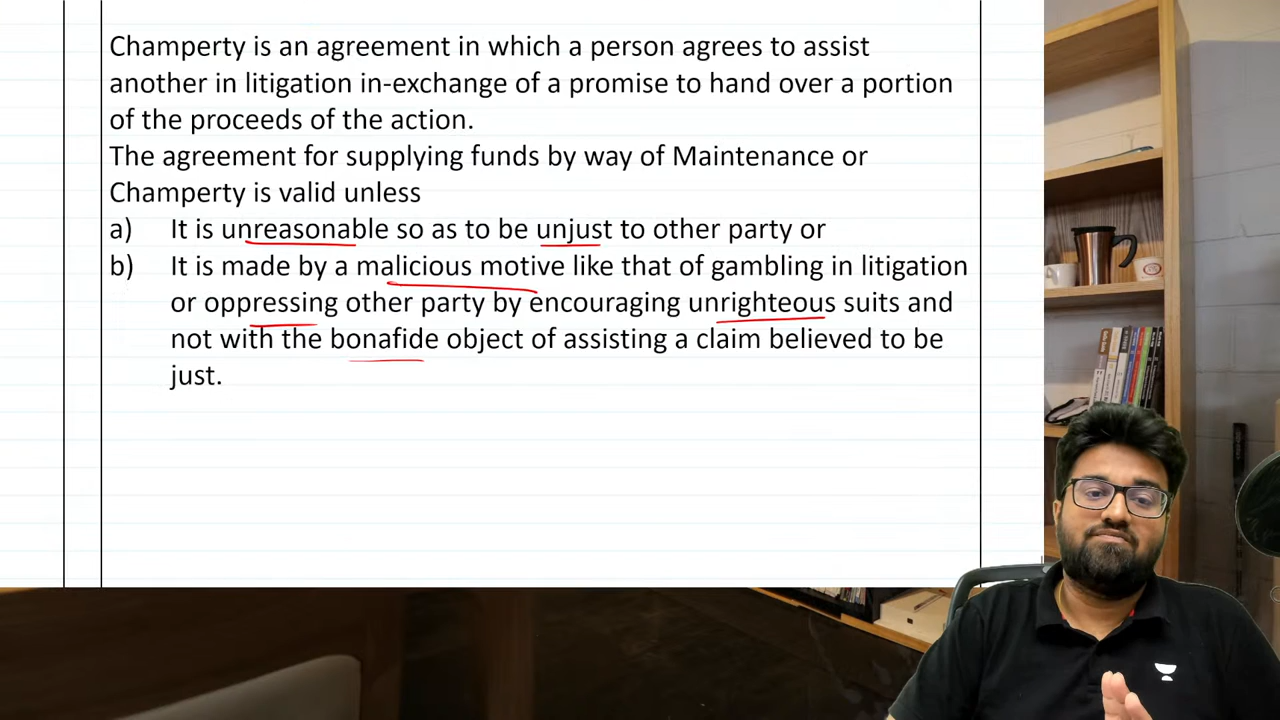 Champerty is an agreement in which a person agrees to assist
another in litigation in-exchange of a promise to hand over a portion
of the proceeds of the action.
The agreement for supplying funds by way of Maintenance or
Champerty is valid unless
a) It is unreasonable so as to be unjust to other party or
b) It is made by a malicious motive like that of gambling in litigation
or oppressing other party by encouraging unrighteous suits and
not with the bonafide object of assisting a claim believed to be
just.